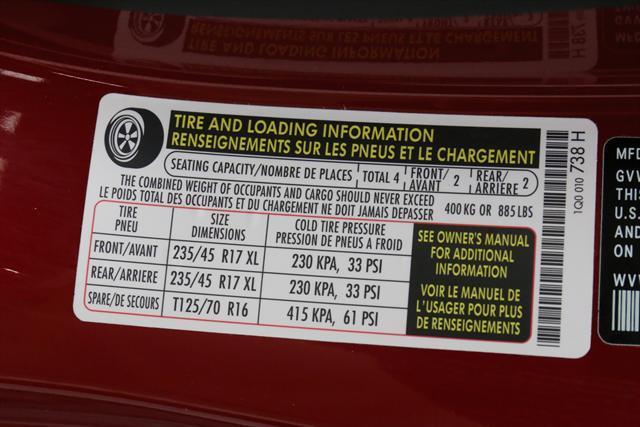 TIRE AND LOADING INFORMATION
RENSEIGNEMENTS SUR LES PNEUS ET LE CHARGEMENT
SEATING CAPACITY/NOMBRE DE PLACES TOTAL 4 FRONT/AVANT 2 REAR/ARRIERE 2
THE COMBINED WEIGHT OF OCCUPANTS AND CARGO SHOULD NEVER EXCEED
LE POIDS TOTAL DES OCCUPANTS ET DU CHARGEMENT NE DOIT JAMAIS DEPASSER 400 KG OR 885 LBS
TIRE PNEU SIZE DIMENSIONS COLD TIRE PRESSURE PRESSION DE PNEUS A FROID
FRONT/AVANT 235/45 R17 XL 230 KPA, 33 PSI
REAR/ARRIERE 235/45 R17 XL 230 KPA, 33 PSI
SPARE/DE SECOURS T125/70 R16 415 KPA, 61 PSI
SEE OWNER'S MANUAL
FOR ADDITIONAL
INFORMATION
VOIR LE MANUEL DE
L'USAGER POUR PLUS
DE RENSEIGNEMENTS
1Q0 010 738 H
MFD
GVW
THIS
U.S.
AND
ON
WVW